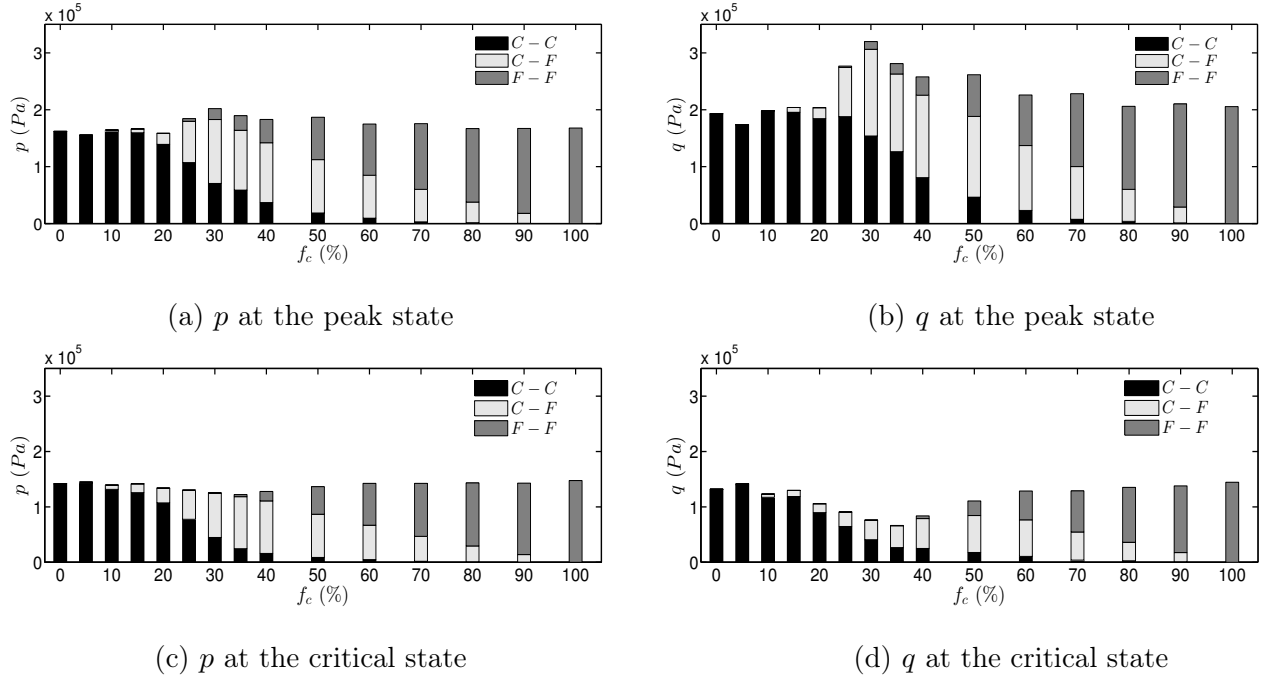 x 10^5
3
2
1
0
p (Pa)
C − C
C − F
F − F
0 10 20 30 40 50 60 70 80 90 100
f_c (%)
(a) p at the peak state
x 10^5
3
2
1
0
q (Pa)
C − C
C − F
F − F
0 10 20 30 40 50 60 70 80 90 100
f_c (%)
(b) q at the peak state
x 10^5
3
2
1
0
p (Pa)
C − C
C − F
F − F
0 10 20 30 40 50 60 70 80 90 100
f_c (%)
(c) p at the critical state
x 10^5
3
2
1
0
q (Pa)
C − C
C − F
F − F
0 10 20 30 40 50 60 70 80 90 100
f_c (%)
(d) q at the critical state